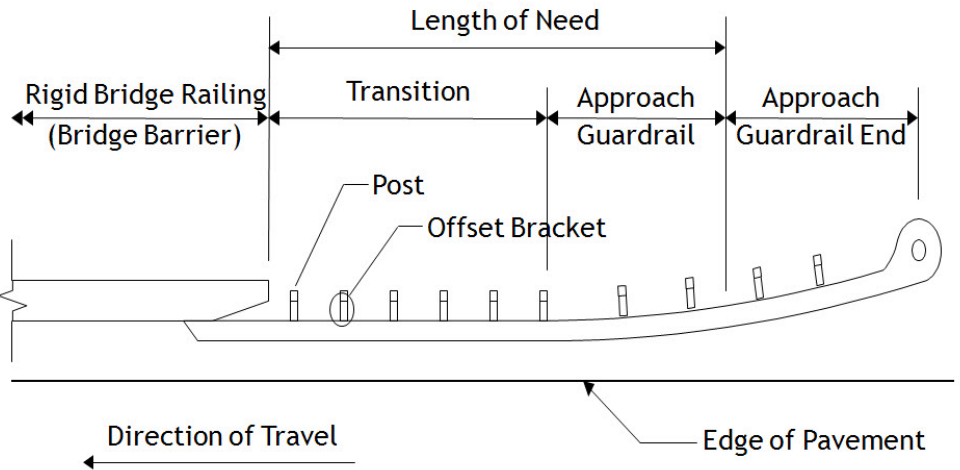 Length of Need
Rigid Bridge Railing
(Bridge Barrier)
Transition
Approach
Guardrail
Approach
Guardrail End
Post
Offset Bracket
Direction of Travel
Edge of Pavement